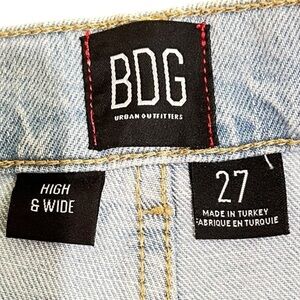 BDG
URBAN OUTFITTERS
HIGH
& WIDE
27
MADE IN TURKEY
FABRIQUE EN TURQUIE